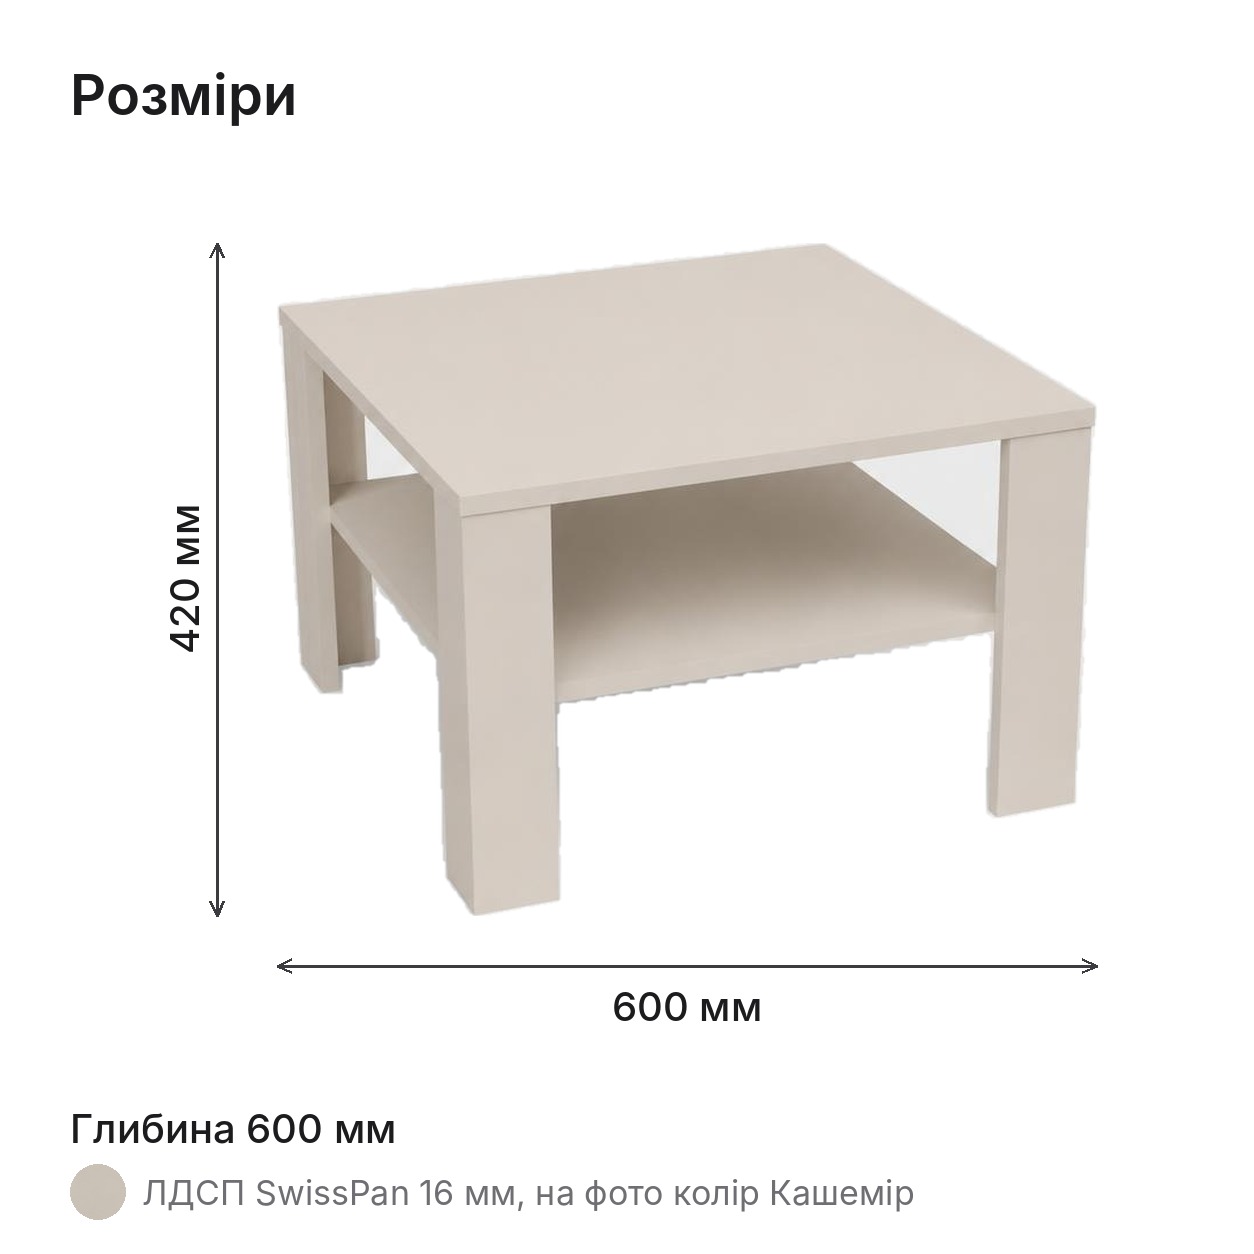 Розміри
420 мм
600 мм
Глибина 600 мм
ЛДСП SwissPan 16 мм, на фото колір Кашемір